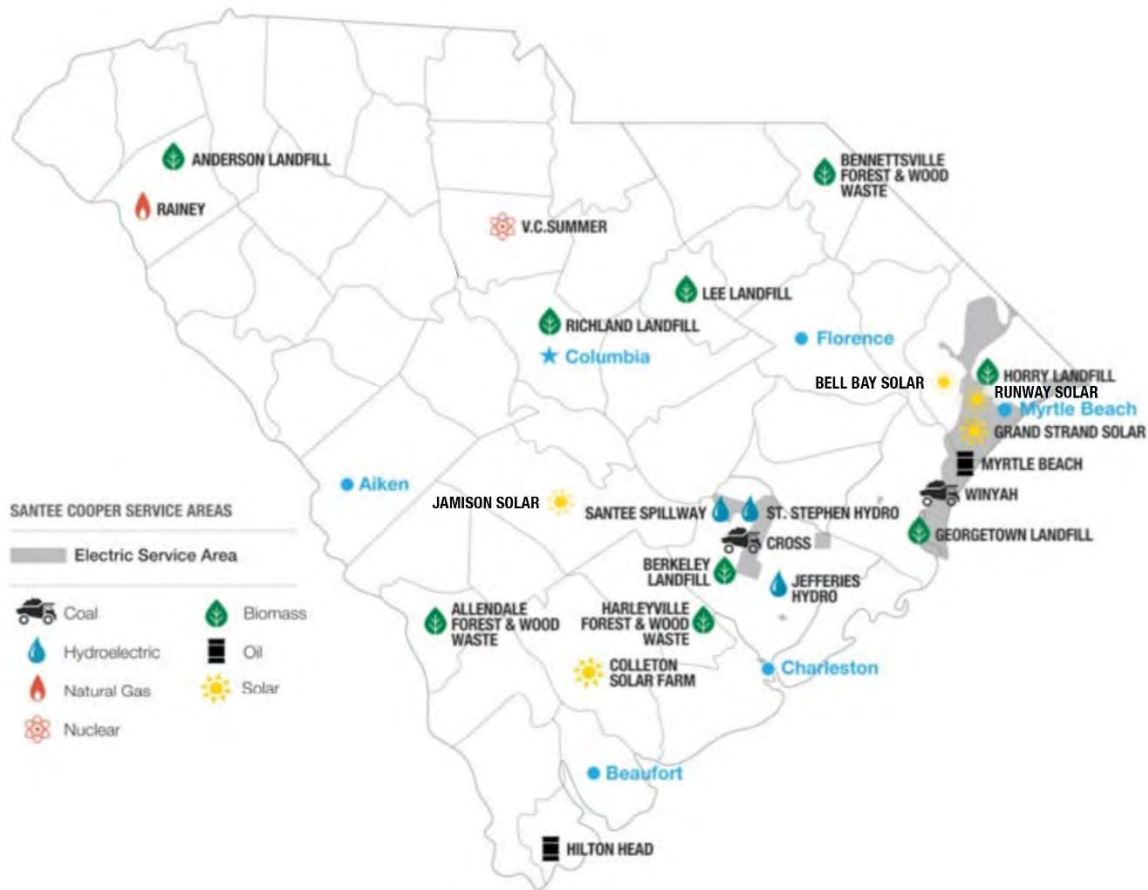 ANDERSON LANDFILL
RAINEY
V.C.SUMMER
BENNETTSVILLE
FOREST & WOOD
WASTE
LEE LANDFILL
RICHLAND LANDFILL
Columbia
Florence
BELL BAY SOLAR
HORRY LANDFILL
RUNWAY SOLAR
Myrtle Beach
GRAND STRAND SOLAR
MYRTLE BEACH
WINYAH
GEORGETOWN LANDFILL
Aiken
JAMISON SOLAR
SANTEE SPILLWAY
ST. STEPHEN HYDRO
CROSS
BERKELEY
LANDFILL
JEFFERIES
HYDRO
ALLENDALE
FOREST & WOOD
WASTE
HARLEYVILLE
FOREST & WOOD
WASTE
COLLETON
SOLAR FARM
Charleston
Beaufort
HILTON HEAD
SANTEE COOPER SERVICE AREAS
Electric Service Area
Coal
Biomass
Hydroelectric
Oil
Natural Gas
Solar
Nuclear